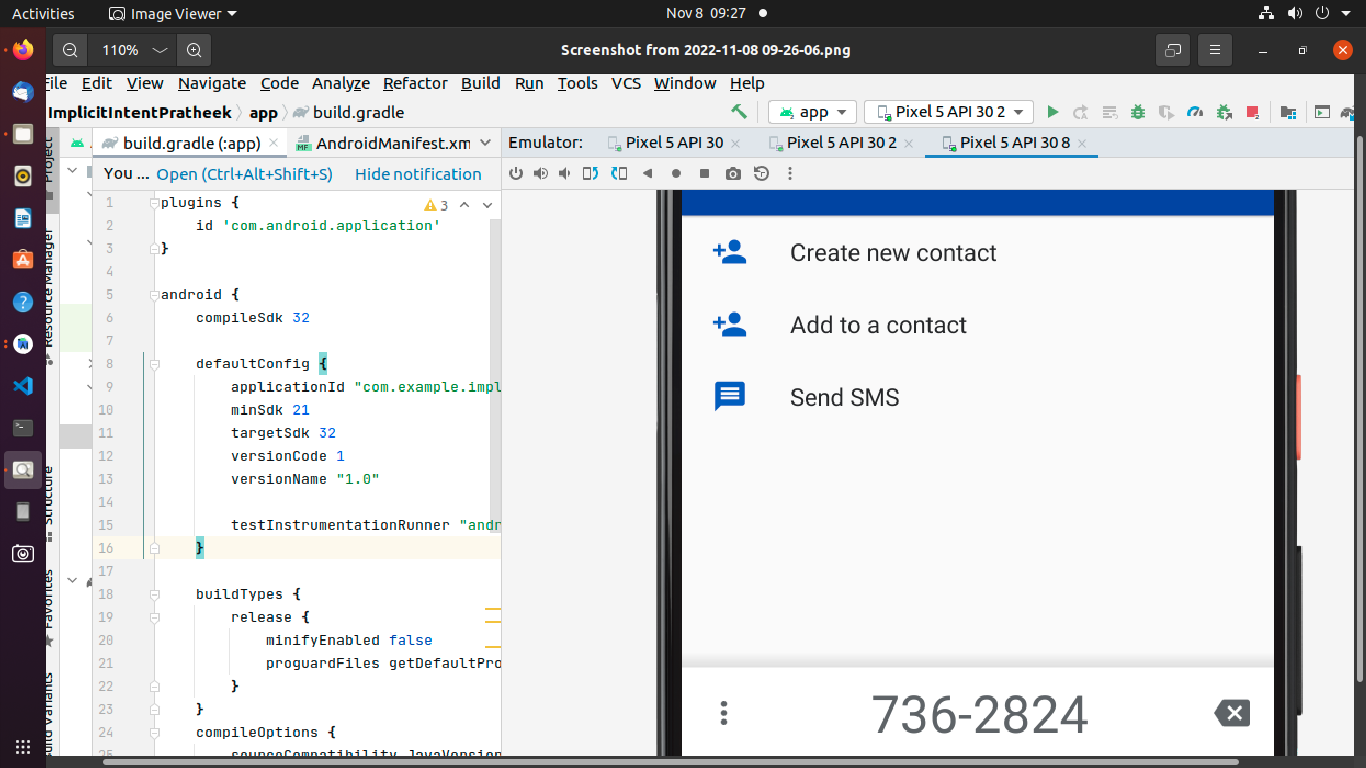 Activities Image Viewer Nov 8 09:27
110% Screenshot from 2022-11-08 09-26-06.png
File Edit View Navigate Code Analyze Refactor Build Run Tools VCS Window Help
ImplicitIntentPratheek app build.gradle app Pixel 5 API 30 2
build.gradle (:app) AndroidManifest.xm Emulator: Pixel 5 API 30 Pixel 5 API 30 2 Pixel 5 API 30 8
You ... Open (Ctrl+Alt+Shift+S) Hide notification
Project
Resource Manager
Structure
Favorites
Build Variants
3
1 plugins {
2 id 'com.android.application'
3 }
4
5 android {
6 compileSdk 32
7
8 defaultConfig {
9 applicationId "com.example.impl
10 minSdk 21
11 targetSdk 32
12 versionCode 1
13 versionName "1.0"
14
15 testInstrumentationRunner "andr
16 }
17
18 buildTypes {
19 release {
20 minifyEnabled false
21 proguardFiles getDefaultPro
22 }
23 }
24 compileOptions {
25 sourceCompatibility JavaVersion
Create new contact
Add to a contact
Send SMS
736-2824